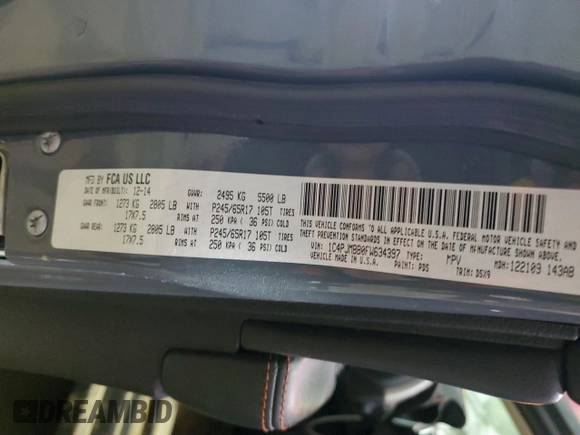 MFD BY FCA US LLC
DATE OF MFR(BUILT): 12-14
GVWR: 2495 KG 5500 LB
GAWR FRONT: 1273 KG 2805 LB WITH P245/65R17 105T TIRES
17X7.5 RIMS AT 250 KPA ( 36 PSI) COLD
GAWR REAR: 1273 KG 2805 LB WITH P245/65R17 105T TIRES
17X7.5 RIMS AT 250 KPA ( 36 PSI) COLD
THIS VEHICLE CONFORMS TO ALL APPLICABLE U.S.A. FEDERAL MOTOR VEHICLE SAFETY AND
THEFT PREVENTION STANDARDS IN EFFECT ON THE DATE OF MANUFACTURE SHOWN ABOVE.
VIN: 1C4PJMBB0FW634397 TYPE: MPV MDH: 122109 143AB
VEHICLE MADE IN U.S.A. PAINT: PDS TRIM: D5X9
DREAMBID